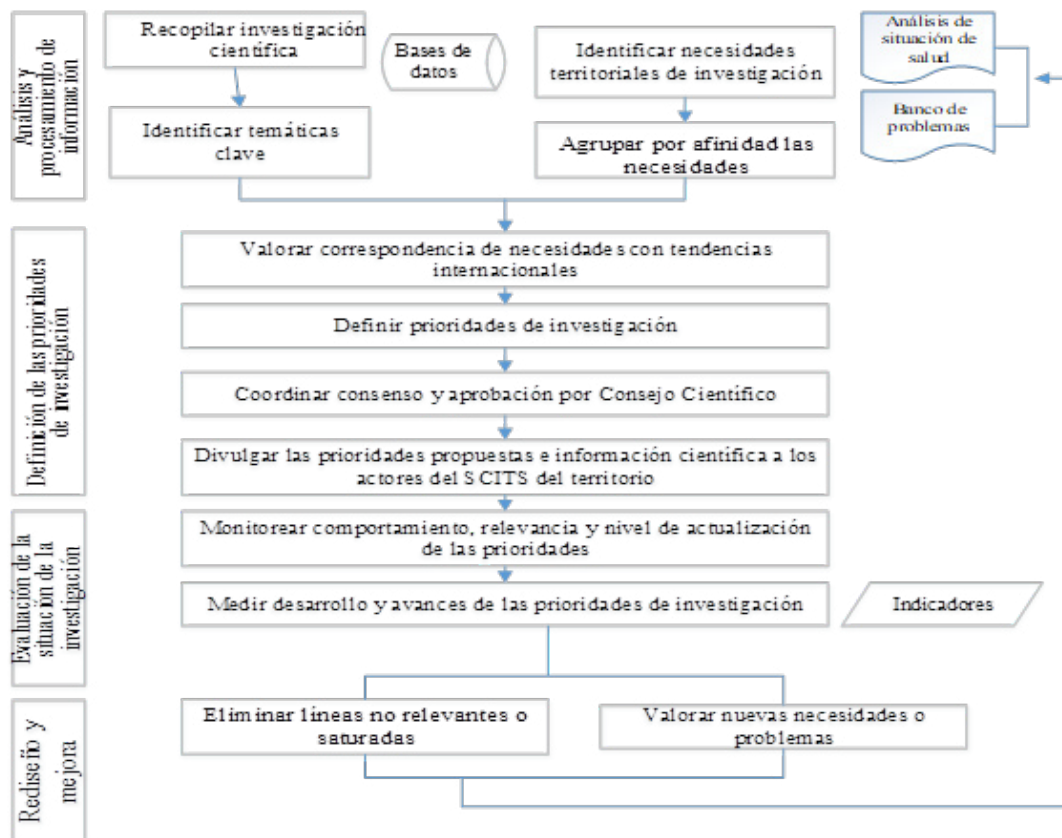 Análisis y
procesamiento de
información
Recopilar investigación
científica
Bases de
datos
Identificar necesidades
territoriales de investigación
Análisis de
situación de
salud
Banco de
problemas
Identificar temáticas
clave
Agrupar por afinidad las
necesidades
Definición de las prioridades
de investigación
Valorar correspondencia de necesidades con tendencias
internacionales
Definir prioridades de investigación
Coordinar consenso y aprobación por Consejo Científico
Divulgar las prioridades propuestas e información científica a los
actores del SCITS del territorio
Evaluación de la
situación de la
investigación
Monitorear comportamiento, relevancia y nivel de actualización
de las prioridades
Medir desarrollo y avances de las prioridades de investigación
Indicadores
Rediseño y
mejora
Eliminar líneas no relevantes o
saturadas
Valorar nuevas necesidades o
problemas